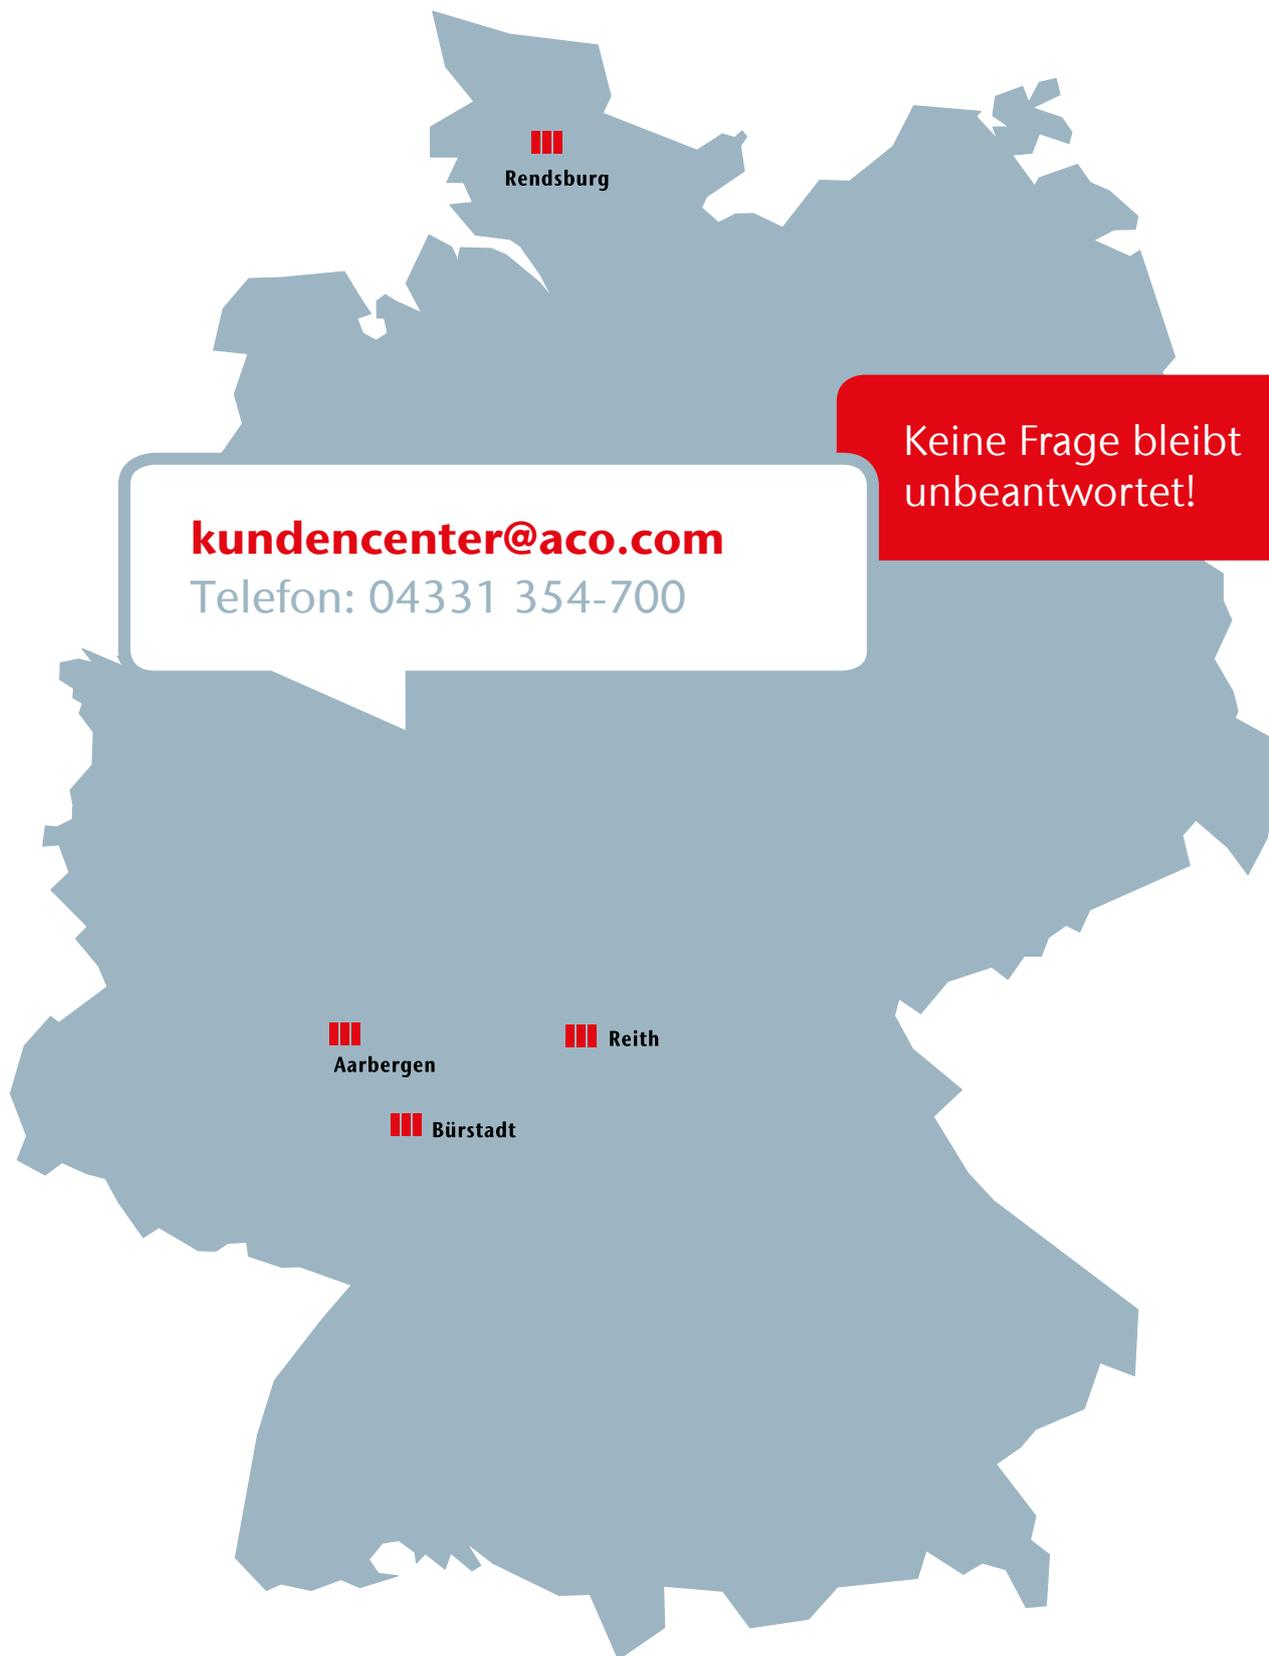 Rendsburg
Keine Frage bleibt
unbeantwortet!
kundencenter@aco.com
Telefon: 04331 354-700
Aarbergen
Reith
Bürstadt